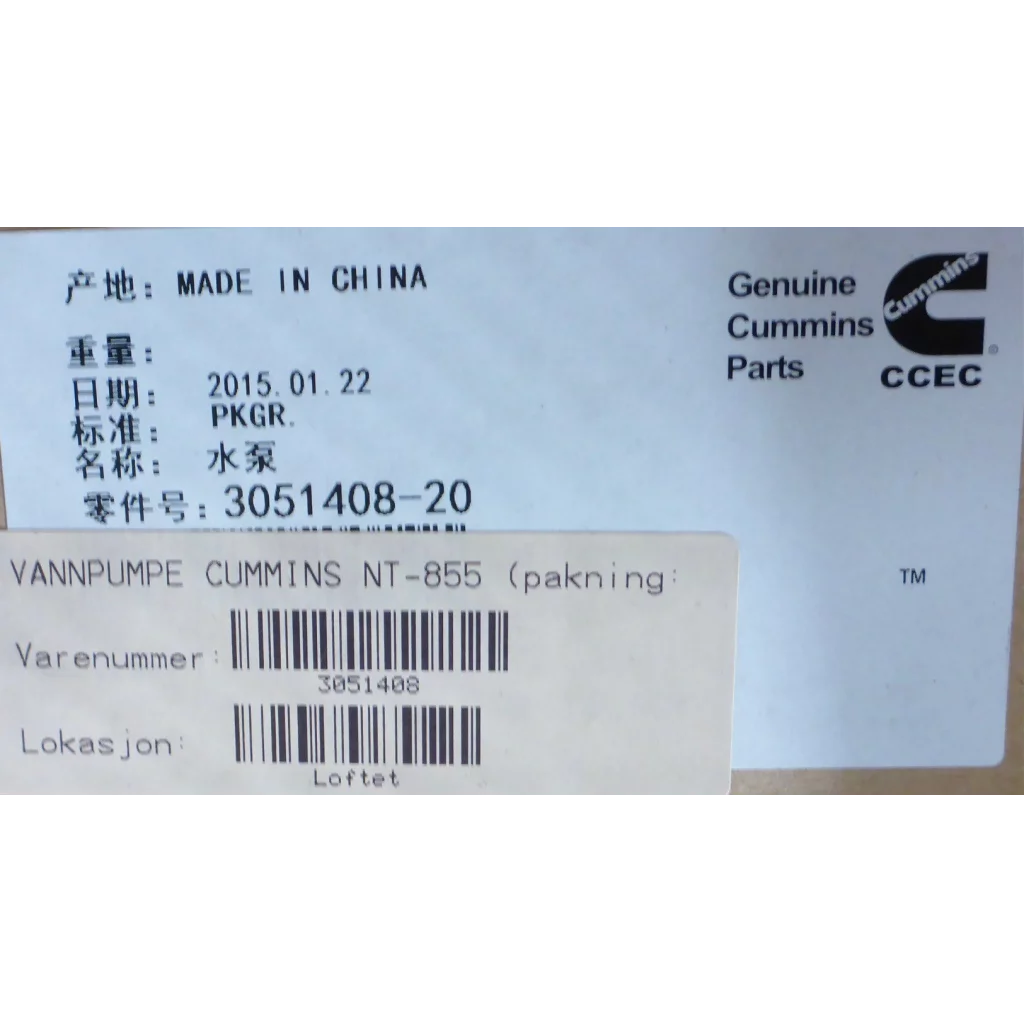 产地: MADE IN CHINA
重量:
日期: 2015.01.22
标准: PKGR.
名称: 水泵
零件号: 3051408-20
Genuine
Cummins
Parts
Cummins
®
CCEC
TM
VANNPUMPE CUMMINS NT-855 (pakning:
Varenummer:
3051408
Lokasjon:
Loftet